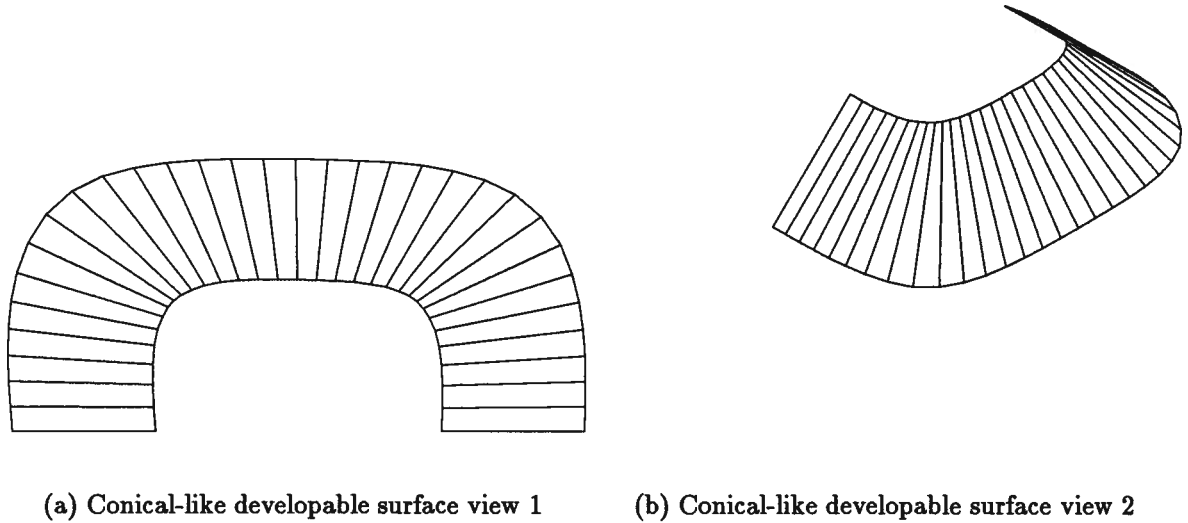 (a) Conical-like developable surface view 1
(b) Conical-like developable surface view 2